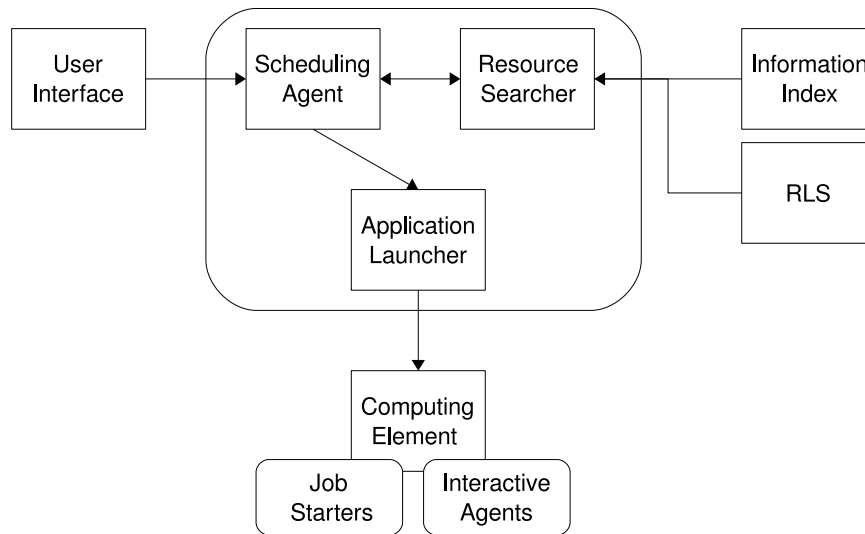 User
Interface
Scheduling
Agent
Resource
Searcher
Information
Index
RLS
Application
Launcher
Computing
Element
Job
Starters
Interactive
Agents